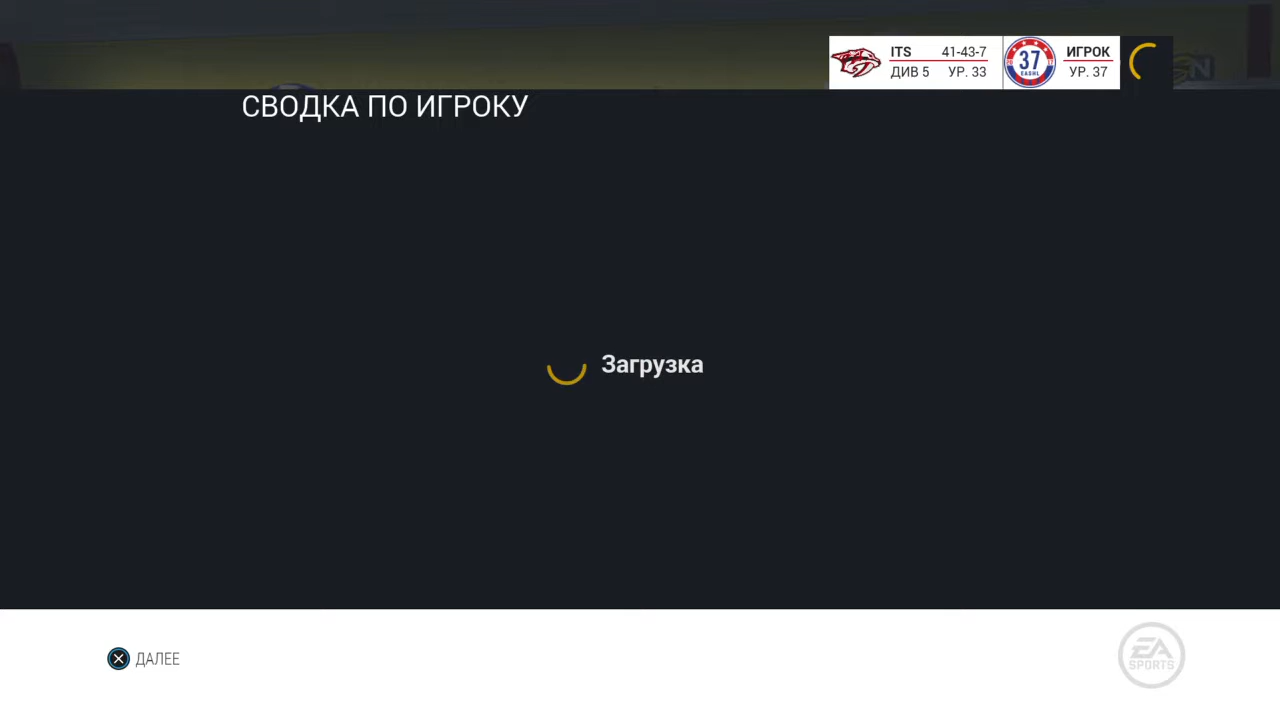 ITS 41-43-7
ДИВ 5 УР. 33
37
EASHL
ИГРОК
УР. 37
СВОДКА ПО ИГРОКУ
Загрузка
ДАЛЕЕ
EA
SPORTS